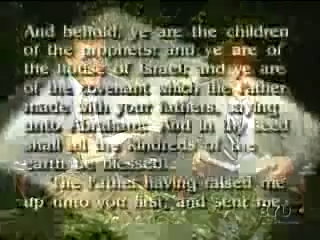 And behold, ye are the children
of the prophets; and ye are of
the house of Israel; and ye are
of the covenant which the Father
made with your fathers, saying
unto Abraham: And in thy seed
shall all the kindreds of the
earth be blessed.
The Father having raised me
up unto you first, and sent me
BYU